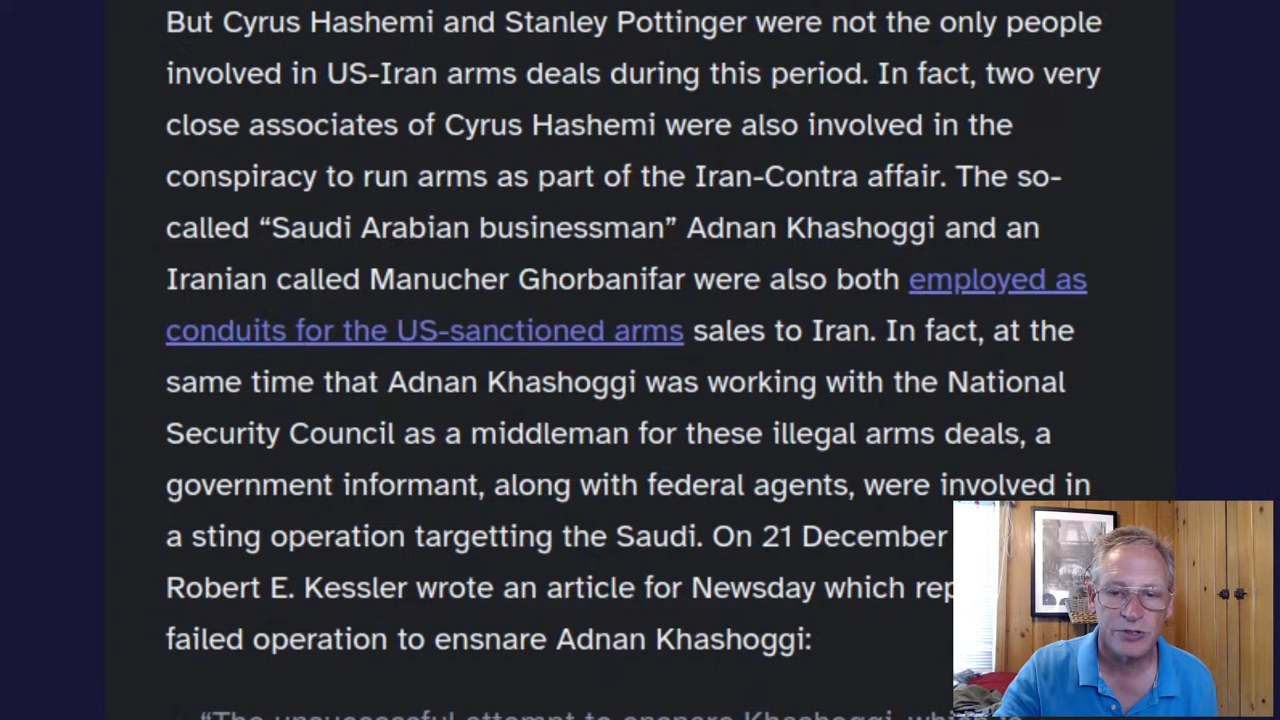 But Cyrus Hashemi and Stanley Pottinger were not the only people
involved in US-Iran arms deals during this period. In fact, two very
close associates of Cyrus Hashemi were also involved in the
conspiracy to run arms as part of the Iran-Contra affair. The so-
called “Saudi Arabian businessman” Adnan Khashoggi and an
Iranian called Manucher Ghorbanifar were also both employed as
conduits for the US-sanctioned arms sales to Iran. In fact, at the
same time that Adnan Khashoggi was working with the National
Security Council as a middleman for these illegal arms deals, a
government informant, along with federal agents, were involved in
a sting operation targetting the Saudi. On 21 December
Robert E. Kessler wrote an article for Newsday which
failed operation to ensnare Adnan Khashoggi:
“The unsuccessful attempt to ensnare Khashoggi,